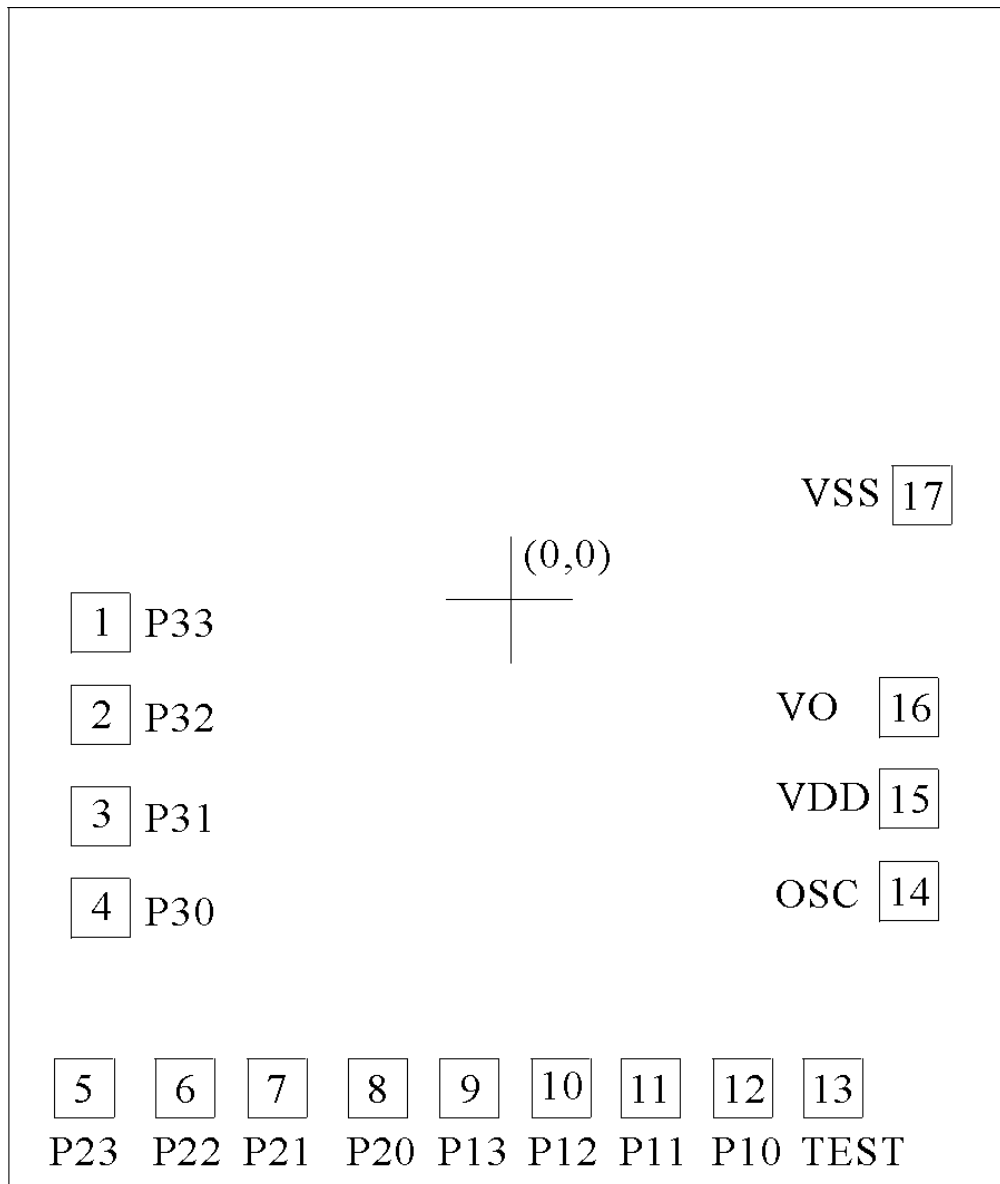 VSS 17
(0,0)
1 P33
2 P32
VO 16
VDD 15
3 P31
OSC 14
4 P30
5 6 7 8 9 10 11 12 13
P23 P22 P21 P20 P13 P12 P11 P10 TEST